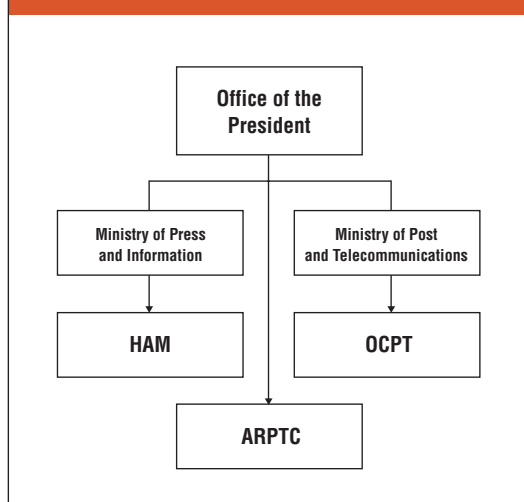 Office of the
President
Ministry of Press
and Information
Ministry of Post
and Telecommunications
HAM
OCPT
ARPTC